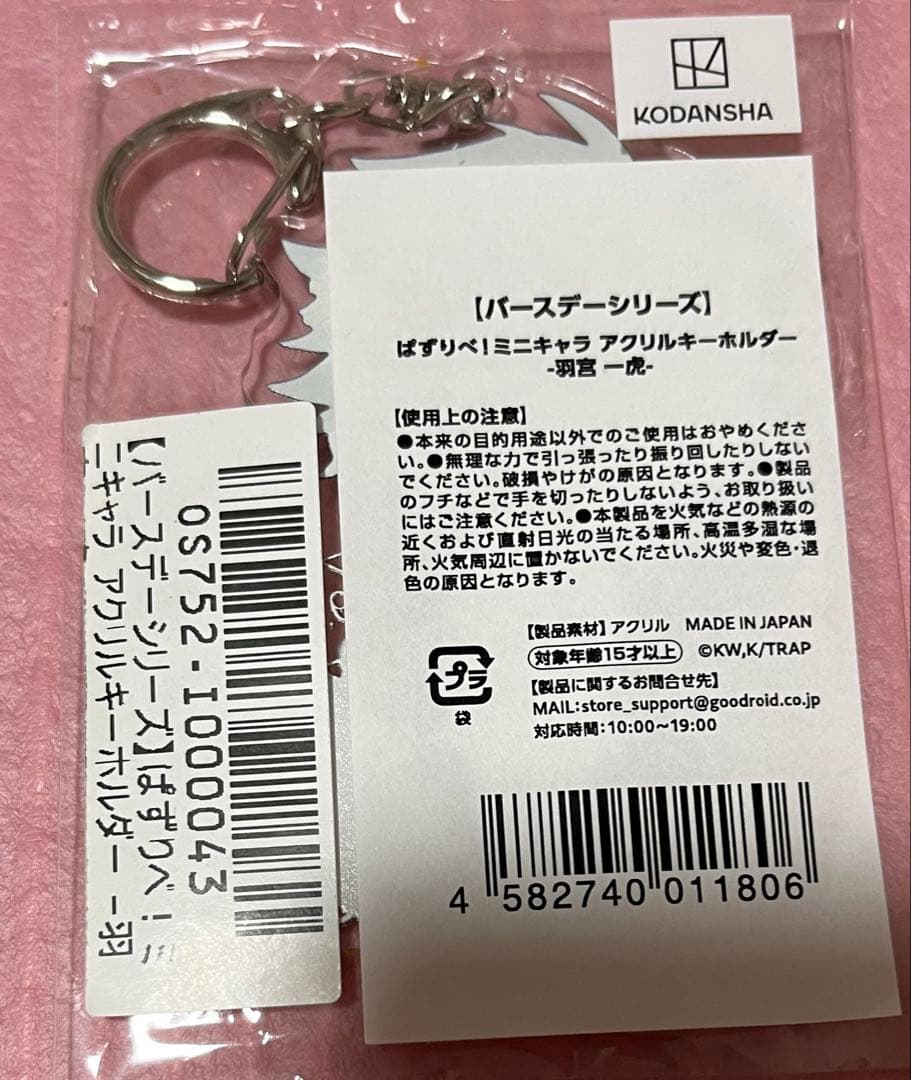 KODANSHA
【バースデーシリーズ】
ぱずりべ!ミニキャラ アクリルキーホルダー
-羽宮 一虎-
【使用上の注意】
●本来の目的用途以外でのご使用はおやめくださ
い。●無理な力で引っ張ったり振り回したりしない
でください。破損やけがの原因となります。●製品
のフチなどで手を切ったりしないよう、お取り扱い
にはご注意ください。●本製品を火気などの熱源の
近くおよび直射日光の当たる場所、高温多湿な場
所、火気周辺に置かないでください。火災や変色・退
色の原因となります。
【製品素材】アクリル MADE IN JAPAN
対象年齢15才以上 ©KW,K/TRAP
プラ
袋
【製品に関するお問合せ先】
MAIL:store_support@goodroid.co.jp
対応時間:10:00~19:00
4 582740 011806
OS752-I000043
【バースデーシリーズ】ぱずりべ!ミ
ニキャラ アクリルキーホルダー -羽